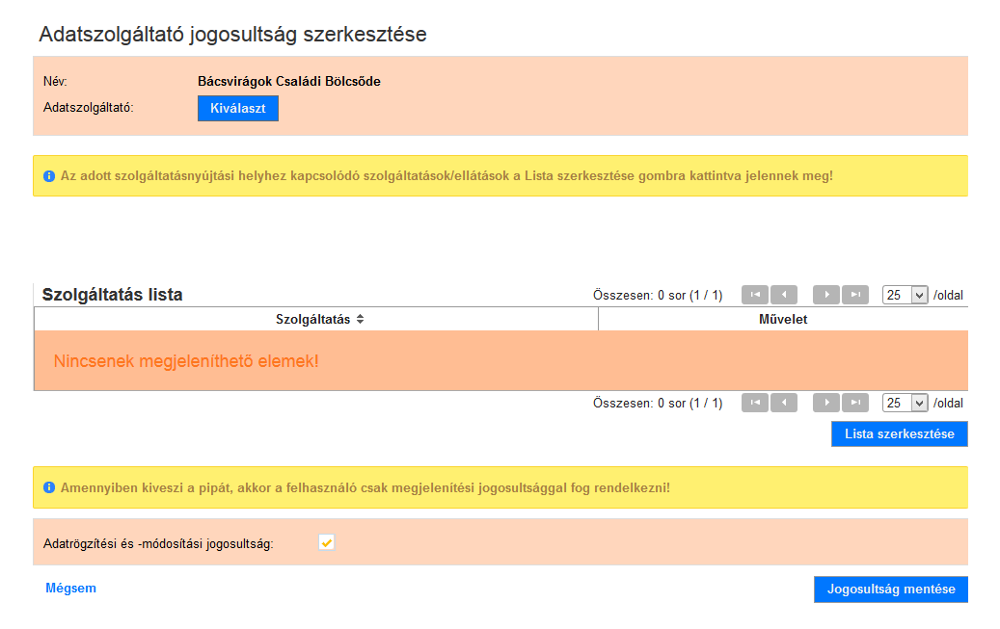 Adatszolgáltató jogosultság szerkesztése
Név: Bácsvirágok Családi Bölcsőde
Adatszolgáltató: Kiválaszt
Az adott szolgáltatásnyújtási helyhez kapcsolódó szolgáltatások/ellátások a Lista szerkesztése gombra kattintva jelennek meg!
Szolgáltatás lista Összesen: 0 sor (1 / 1) 25 /oldal
Szolgáltatás Művelet
Nincsenek megjeleníthető elemek!
Összesen: 0 sor (1 / 1) 25 /oldal
Lista szerkesztése
Amennyiben kiveszi a pipát, akkor a felhasználó csak megjelenítési jogosultsággal fog rendelkezni!
Adatrögzítési és -módosítási jogosultság:
Mégsem Jogosultság mentése